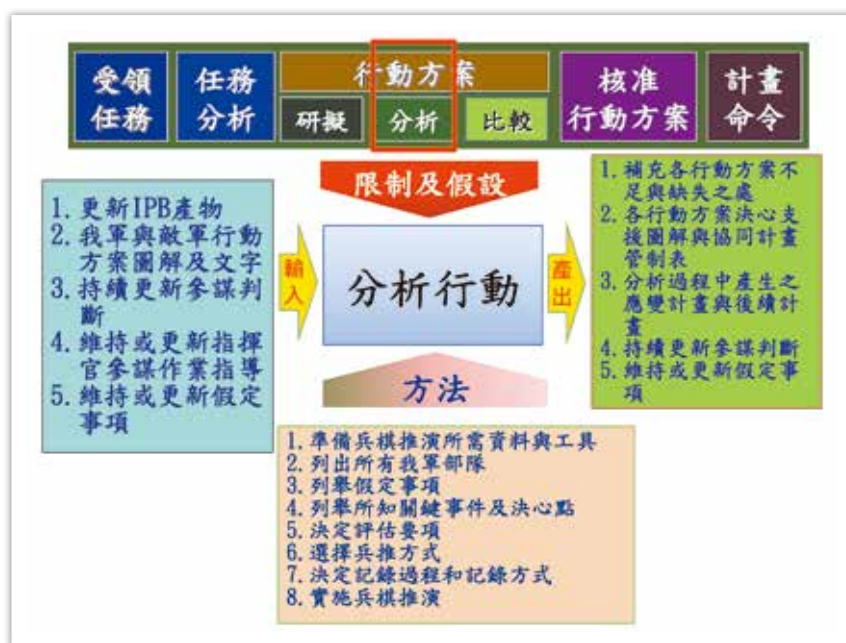 受領
任務
任務
分析
行動方案
研擬
分析
比較
核准
行動方案
計畫
命令
限制及假設
1. 更新IPB產物
2. 我軍與敵軍行動
方案圖解及文字
3. 持續更新參謀判
斷
4. 維持或更新指揮
官參謀作業指導
5. 維持或更新假定
事項
輸入
分析行動
產出
1. 補充各行動方案不
足與缺失之處
2. 各行動方案決心支
援圖解與協同計畫
管制表
3. 分析過程中產生之
應變計畫與後續計
畫
4. 持續更新參謀判斷
5. 維持或更新假定事
項
方法
1. 準備兵棋推演所需資料與工具
2. 列出所有我軍部隊
3. 列舉假定事項
4. 列舉所知關鍵事件及決心點
5. 決定評估要項
6. 選擇兵推方式
7. 決定記錄過程和記錄方式
8. 實施兵棋推演